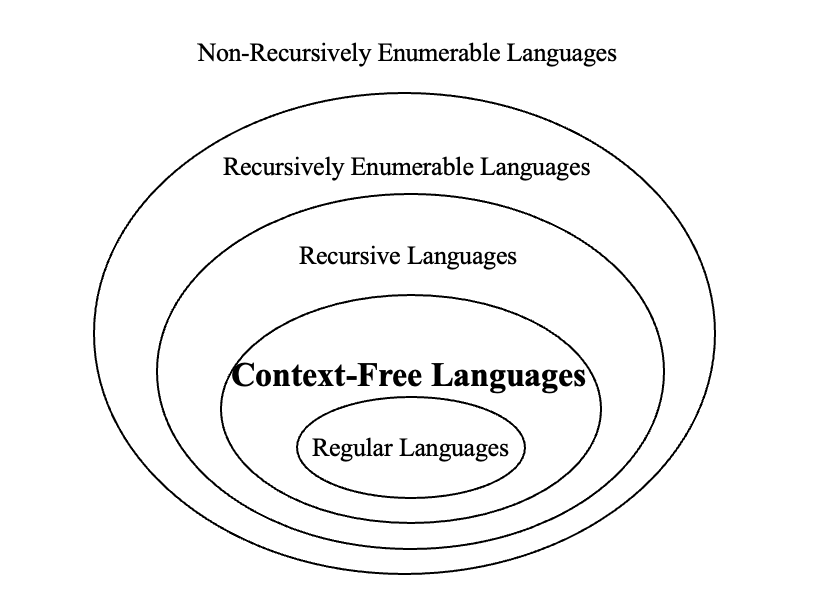 Non-Recursively Enumerable Languages
Recursively Enumerable Languages
Recursive Languages
Context-Free Languages
Regular Languages